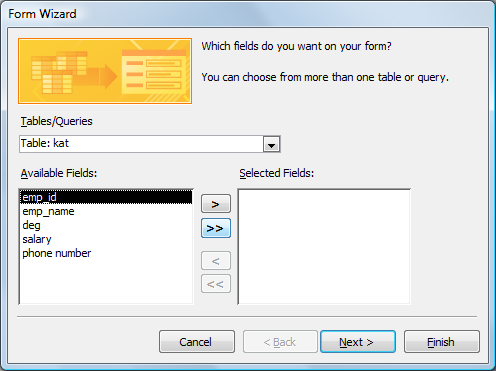 Form Wizard
Which fields do you want on your form?
You can choose from more than one table or query.
Tables/Queries
Table: kat
Available Fields:
Selected Fields:
emp_id
emp_name
deg
salary
phone number
>
>>
<
<<
Cancel
< Back
Next >
Finish